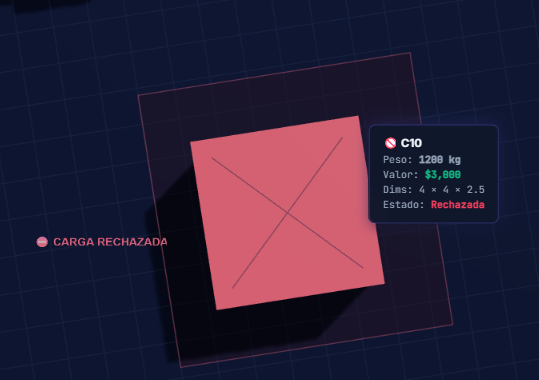 C10
Peso: 1200 kg
Valor: $3,000
Dims: 4 × 4 × 2.5
Estado: Rechazada
CARGA RECHAZADA